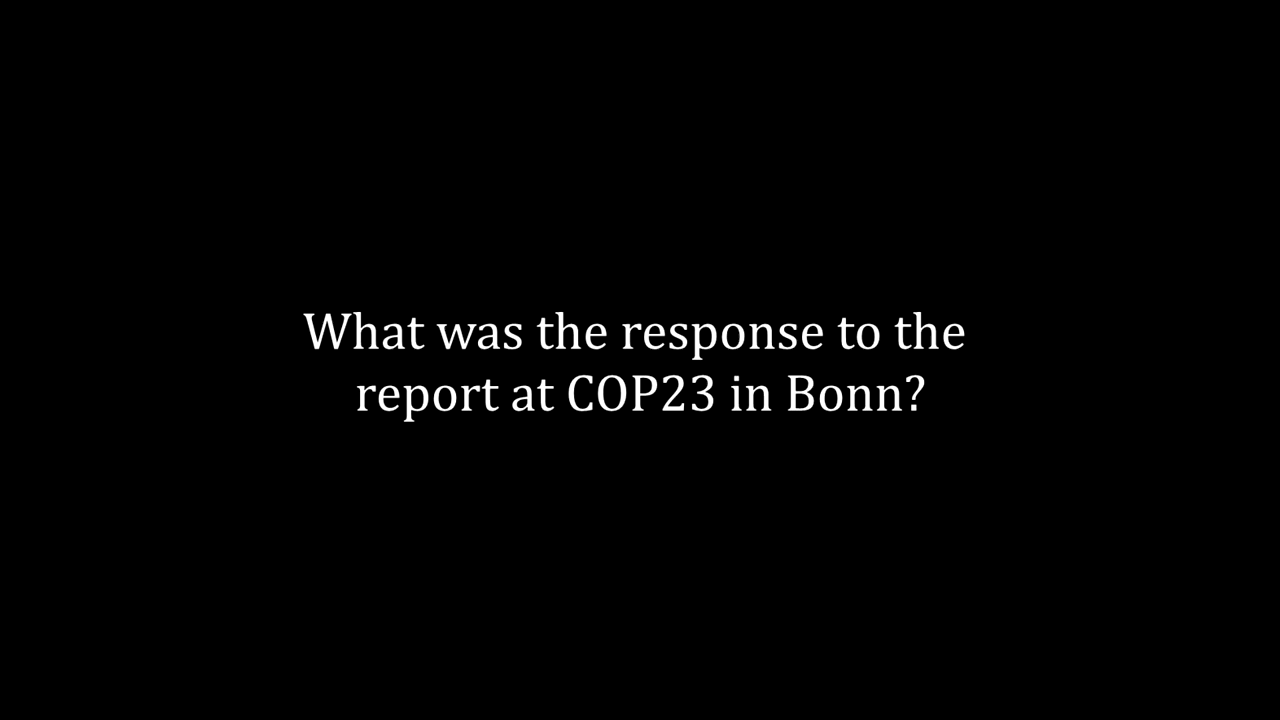 What was the response to the
report at COP23 in Bonn?